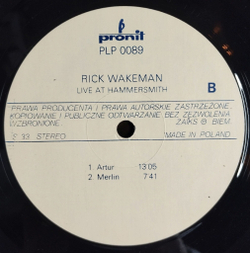 pronit
PLP 0089
RICK WAKEMAN
LIVE AT HAMMERSMITH
B
PRAWA PRODUCENTA I PRAWA AUTORSKIE ZASTRZEŻONE.
KOPIOWANIE I PUBLICZNE ODTWARZANIE BEZ ZEZWOLENIA
WZBRONIONE. ZAIKS BIEM.
S 33 STEREO MADE IN POLAND
1. Artur 13:05
2. Merlin 7:41